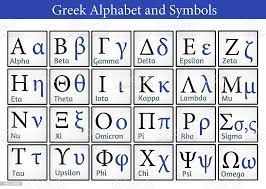 Greek Alphabet and Symbols
Α α Β β Γ γ Δ δ Ε ε Ζ ζ
Alpha Beta Gamma Delta Epsilon Zeta
Η η Θ θ Ι ι Κ κ Λ λ Μ μ
Eta Theta Iota Kappa Lambda Mu
Ν ν Ξ ξ Ο ο Π π Ρ ρ Σ σ,ς
Nu Xi Omicron Pi Rho Sigma
Τ τ Υ υ Φ φ Χ χ Ψ ψ Ω ω
Tau Upsilon Phi Chi Psi Omega